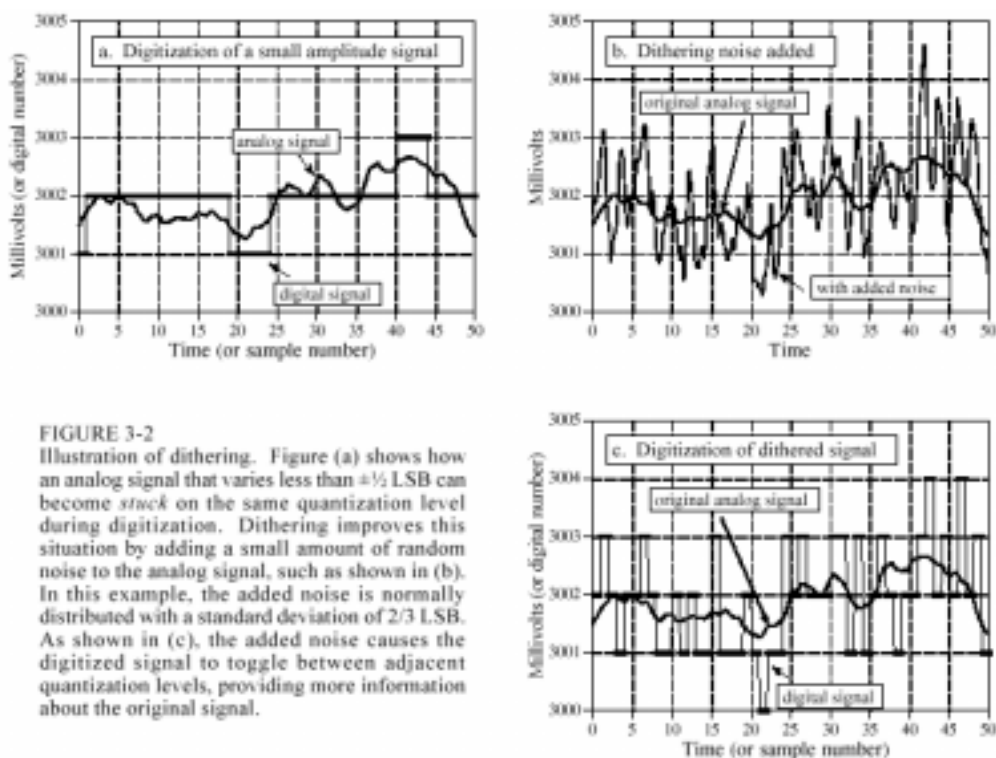 a. Digitization of a small amplitude signal
Millivolts (or digital number)
3005
3004
3003
3002
3001
3000
analog signal
digital signal
0 5 10 15 20 25 30 35 40 45 50
Time (or sample number)
b. Dithering noise added
Millivolts
3005
3004
3003
3002
3001
3000
original analog signal
with added noise
0 5 10 15 20 25 30 35 40 45 50
Time
FIGURE 3-2
Illustration of dithering. Figure (a) shows how
an analog signal that varies less than ±½ LSB can
become stuck on the same quantization level
during digitization. Dithering improves this
situation by adding a small amount of random
noise to the analog signal, such as shown in (b).
In this example, the added noise is normally
distributed with a standard deviation of 2/3 LSB.
As shown in (c), the added noise causes the
digitized signal to toggle between adjacent
quantization levels, providing more information
about the original signal.
c. Digitization of dithered signal
Millivolts (or digital number)
3005
3004
3003
3002
3001
3000
original analog signal
digital signal
0 5 10 15 20 25 30 35 40 45 50
Time (or sample number)